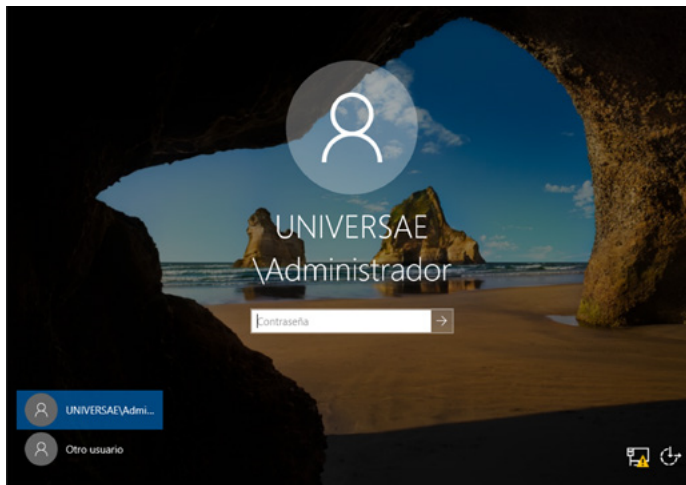 UNIVERSAE
\Administrador
Contraseña
UNIVERSAE\Admi...
Otro usuario